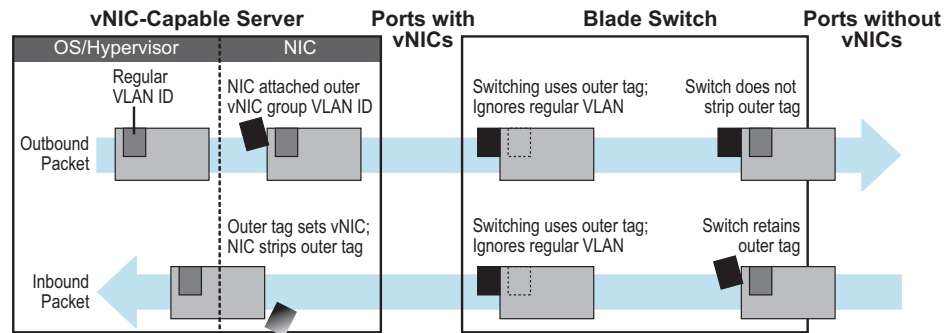 vNIC-Capable Server
Ports with
vNICs
Blade Switch
Ports without
vNICs
OS/Hypervisor
NIC
Regular
VLAN ID
NIC attached outer
vNIC group VLAN ID
Switching uses outer tag;
Ignores regular VLAN
Switch does not
strip outer tag
Outbound
Packet
Outer tag sets vNIC;
NIC strips outer tag
Switching uses outer tag;
Ignores regular VLAN
Switch retains
outer tag
Inbound
Packet